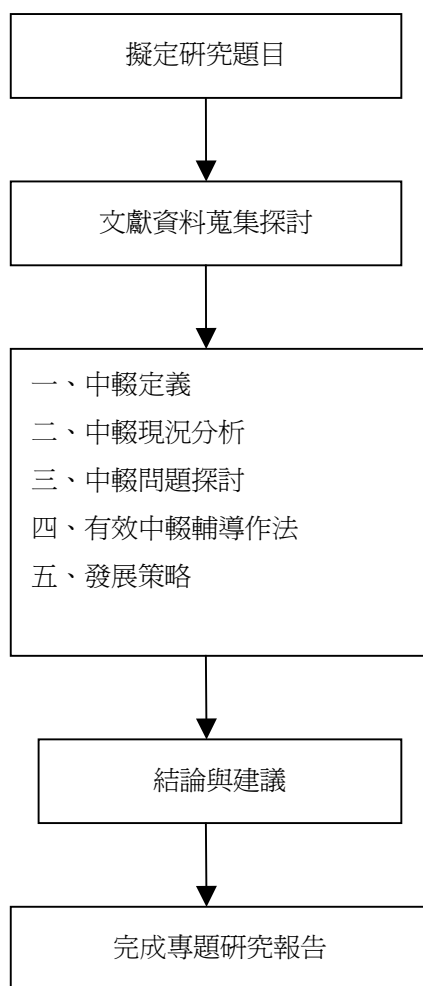 擬定研究題目
文獻資料蒐集探討
一、中輟定義
二、中輟現況分析
三、中輟問題探討
四、有效中輟輔導作法
五、發展策略
結論與建議
完成專題研究報告